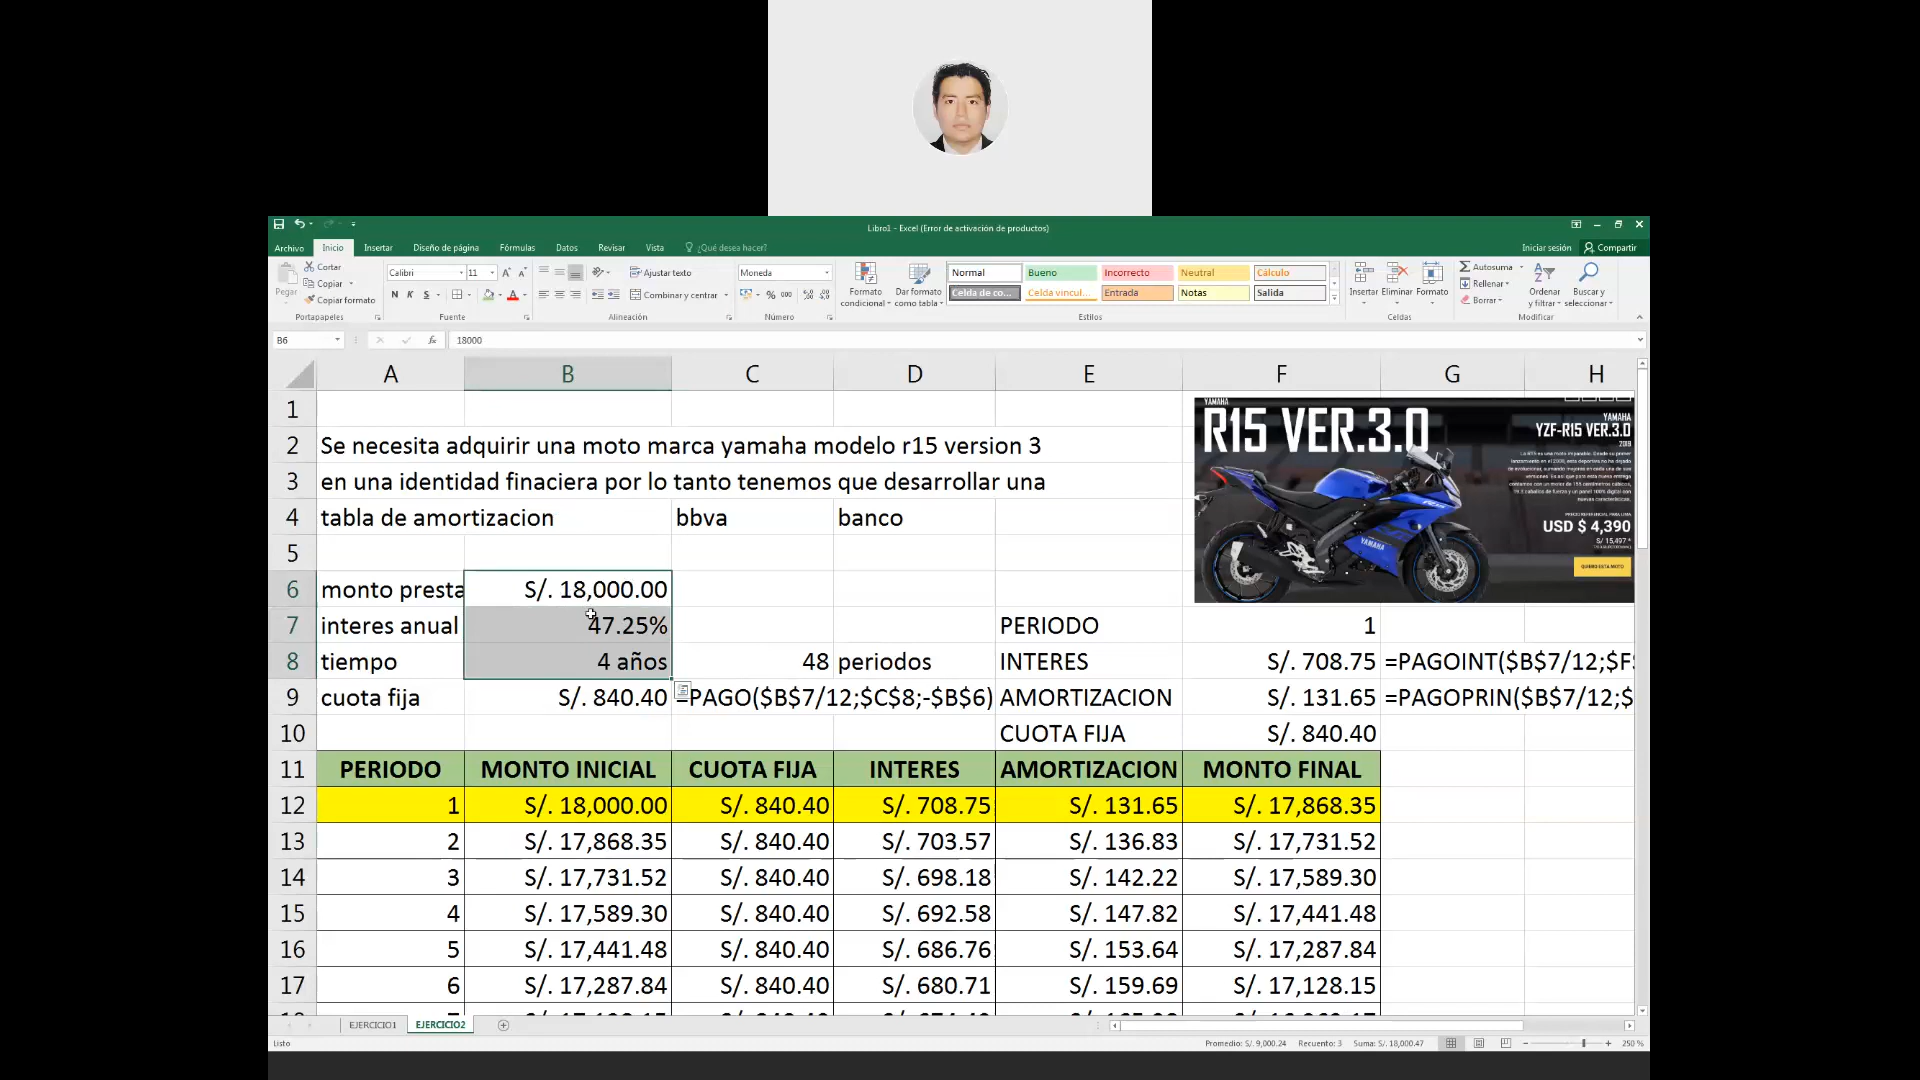 Libro1 - Excel (Error de activación de productos)
Archivo Inicio Insertar Diseño de página Fórmulas Datos Revisar Vista ¿Qué desea hacer? Iniciar sesión Compartir
Pegar
Cortar
Copiar
Copiar formato
Portapapeles
Calibri 11
N K S
Fuente
Ajustar texto
Combinar y centrar
Alineación
Moneda
% 000
Número
Formato condicional
Dar formato como tabla
Normal Bueno Incorrecto Neutral Cálculo
Celda de co... Celda vincul... Entrada Notas Salida
Estilos
Insertar Eliminar Formato
Celdas
Autosuma
Rellenar
Borrar
Ordenar y filtrar
Buscar y seleccionar
Modificar
B6 fx 18000
A B C D E F G H
1
2 Se necesita adquirir una moto marca yamaha modelo r15 version 3
3 en una identidad finaciera por lo tanto tenemos que desarrollar una
4 tabla de amortizacion bbva banco
5
YAMAHA
R15 VER.3.0
YAMAHA
YZF-R15 VER.3.0
2019
USD $ 4,390
S/ 15,497 *
6 monto presta S/. 18,000.00
7 interes anual 47.25% PERIODO 1
8 tiempo 4 años 48 periodos INTERES S/. 708.75 =PAGOINT($B$7/12;$F
9 cuota fija S/. 840.40 =PAGO($B$7/12;$C$8;-$B$6) AMORTIZACION S/. 131.65 =PAGOPRIN($B$7/12;$
10 CUOTA FIJA S/. 840.40
11 PERIODO MONTO INICIAL CUOTA FIJA INTERES AMORTIZACION MONTO FINAL
12 1 S/. 18,000.00 S/. 840.40 S/. 708.75 S/. 131.65 S/. 17,868.35
13 2 S/. 17,868.35 S/. 840.40 S/. 703.57 S/. 136.83 S/. 17,731.52
14 3 S/. 17,731.52 S/. 840.40 S/. 698.18 S/. 142.22 S/. 17,589.30
15 4 S/. 17,589.30 S/. 840.40 S/. 692.58 S/. 147.82 S/. 17,441.48
16 5 S/. 17,441.48 S/. 840.40 S/. 686.76 S/. 153.64 S/. 17,287.84
17 6 S/. 17,287.84 S/. 840.40 S/. 680.71 S/. 159.69 S/. 17,128.15
EJERCICIO1 EJERCICIO2
Listo Promedio: S/. 9,000.24 Recuento: 3 Suma: S/. 18,000.47 250 %